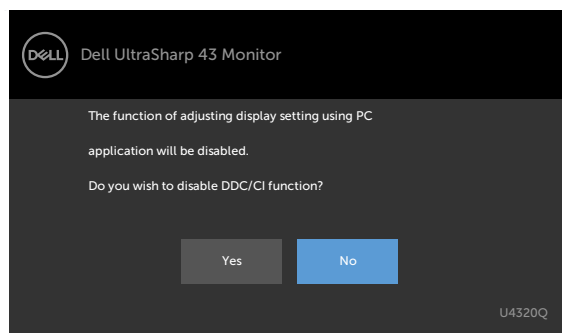 DELL
Dell UltraSharp 43 Monitor
The function of adjusting display setting using PC
application will be disabled.
Do you wish to disable DDC/CI function?
Yes
No
U4320Q